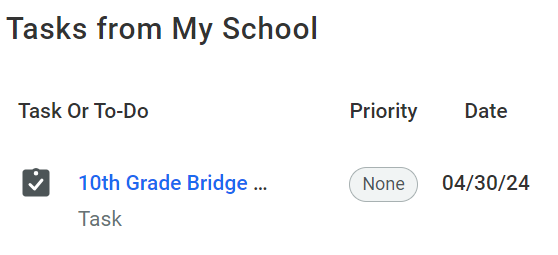 Tasks from My School
Task Or To-Do Priority Date
10th Grade Bridge ... None 04/30/24
Task